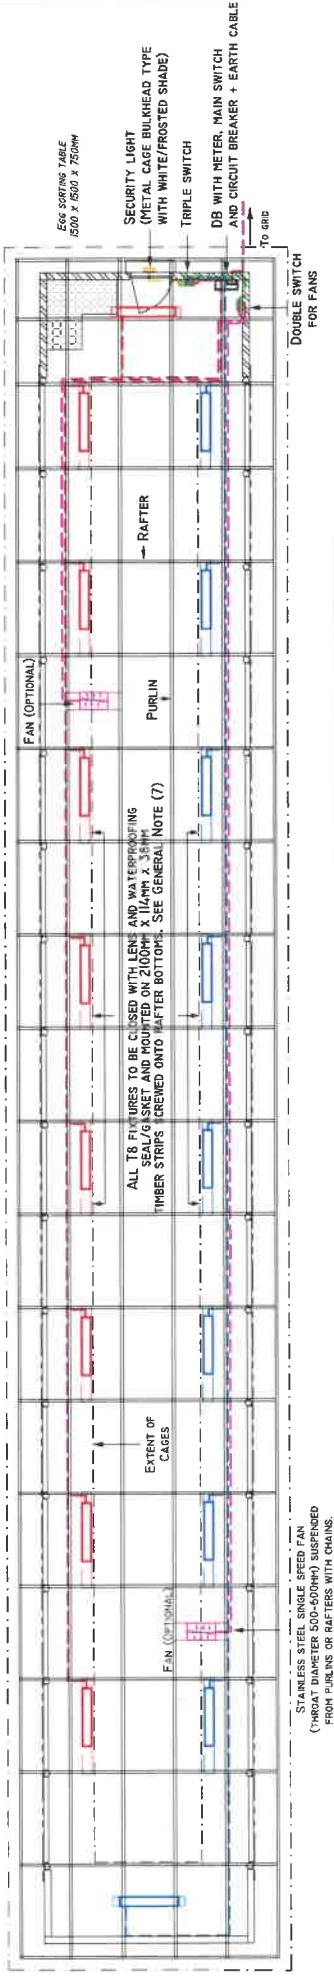 EGG SORTING TABLE
1500 X 1500 X 750MM
SECURITY LIGHT
(METAL CAGE BULKHEAD TYPE
WITH WHITE/FROSTED SHADE)
TRIPLE SWITCH
DB WITH METER, MAIN SWITCH
AND CIRCUIT BREAKER + EARTH CABLE
TO GRID
DOUBLE SWITCH
FOR FANS
RAFTER
FAN (OPTIONAL)
PURLIN
ALL T8 FIXTURES TO BE CLOSED WITH LENS AND WATERPROOFING
SEAL/GASKET AND MOUNTED ON 2100MM X 114MM X 38MM
TIMBER STRIPS SCREWED ONTO RAFTER BOTTOMS. SEE GENERAL NOTE (7)
EXTENT OF
CAGES
FAN (OPTIONAL)
STAINLESS STEEL SINGLE SPEED FAN
(THROAT DIAMETER 500-600MM) SUSPENDED
FROM PURLINS OR RAFTERS WITH CHAINS.